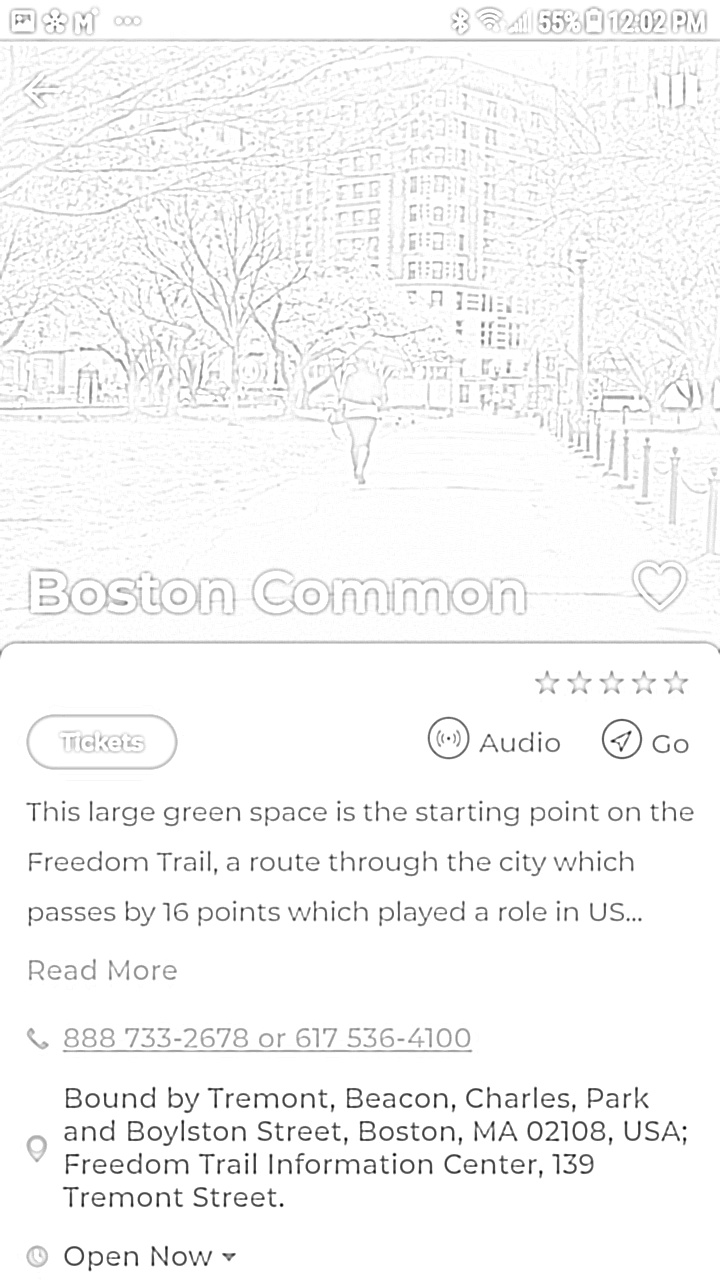 55% 12:02 PM
Boston Common
Tickets
Audio Go
This large green space is the starting point on the
Freedom Trail, a route through the city which
passes by 16 points which played a role in US...
Read More
888 733-2678 or 617 536-4100
Bound by Tremont, Beacon, Charles, Park
and Boylston Street, Boston, MA 02108, USA;
Freedom Trail Information Center, 139
Tremont Street.
Open Now